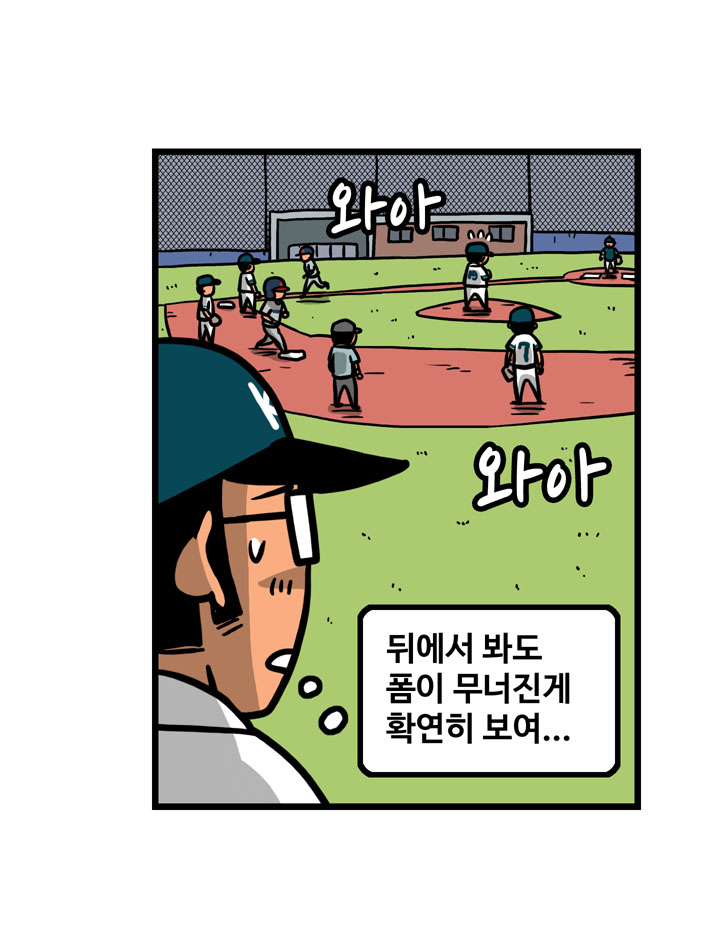 와아
7
와아
뒤에서 봐도
폼이 무너진게
확연히 보여...